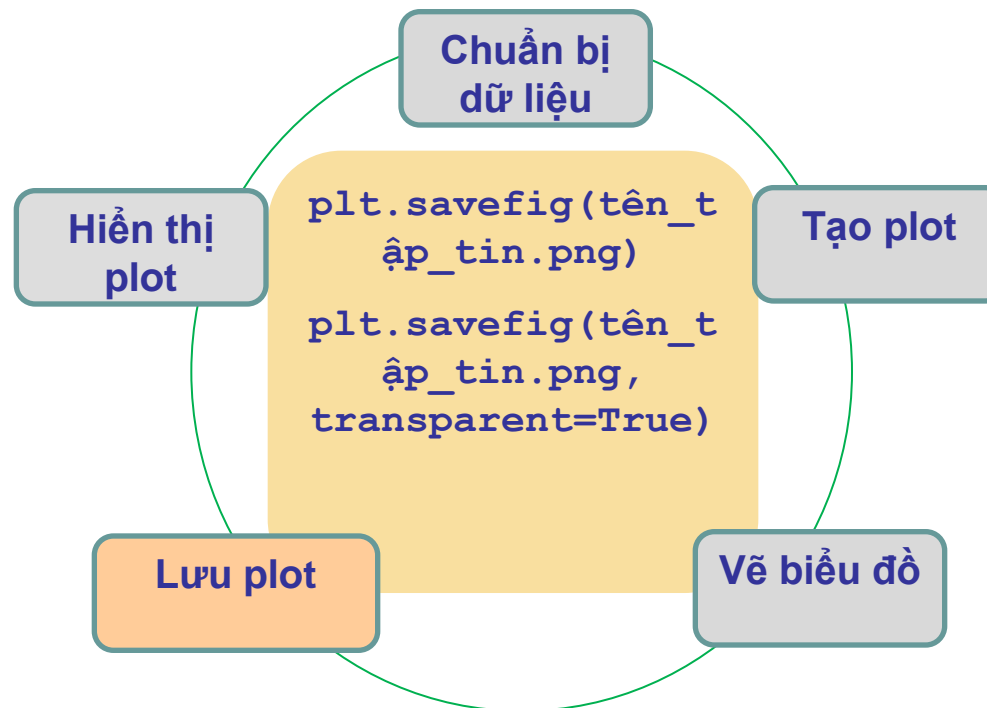 Chuẩn bị
dữ liệu
Hiển thị
plot
plt.savefig(tên_t
ập_tin.png)
plt.savefig(tên_t
ập_tin.png,
transparent=True)
Tạo plot
Lưu plot
Vẽ biểu đồ